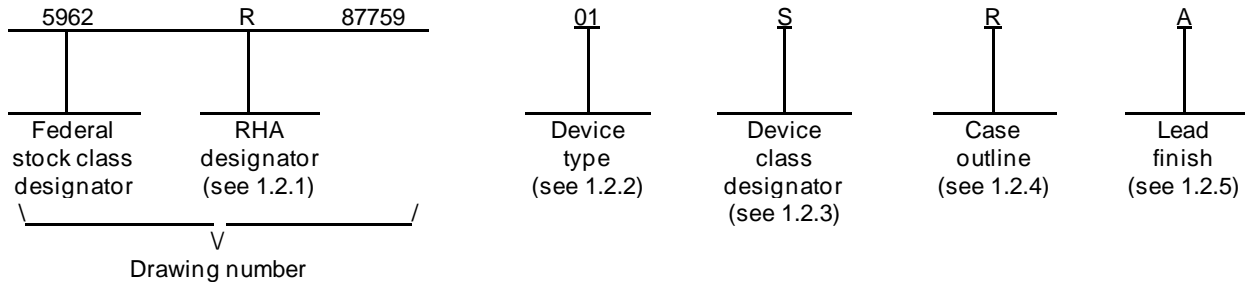 5962 R 87759 01 S R A
Federal stock class designator
RHA designator (see 1.2.1)
Device type (see 1.2.2)
Device class designator (see 1.2.3)
Case outline (see 1.2.4)
Lead finish (see 1.2.5)
\ /
\/
Drawing number